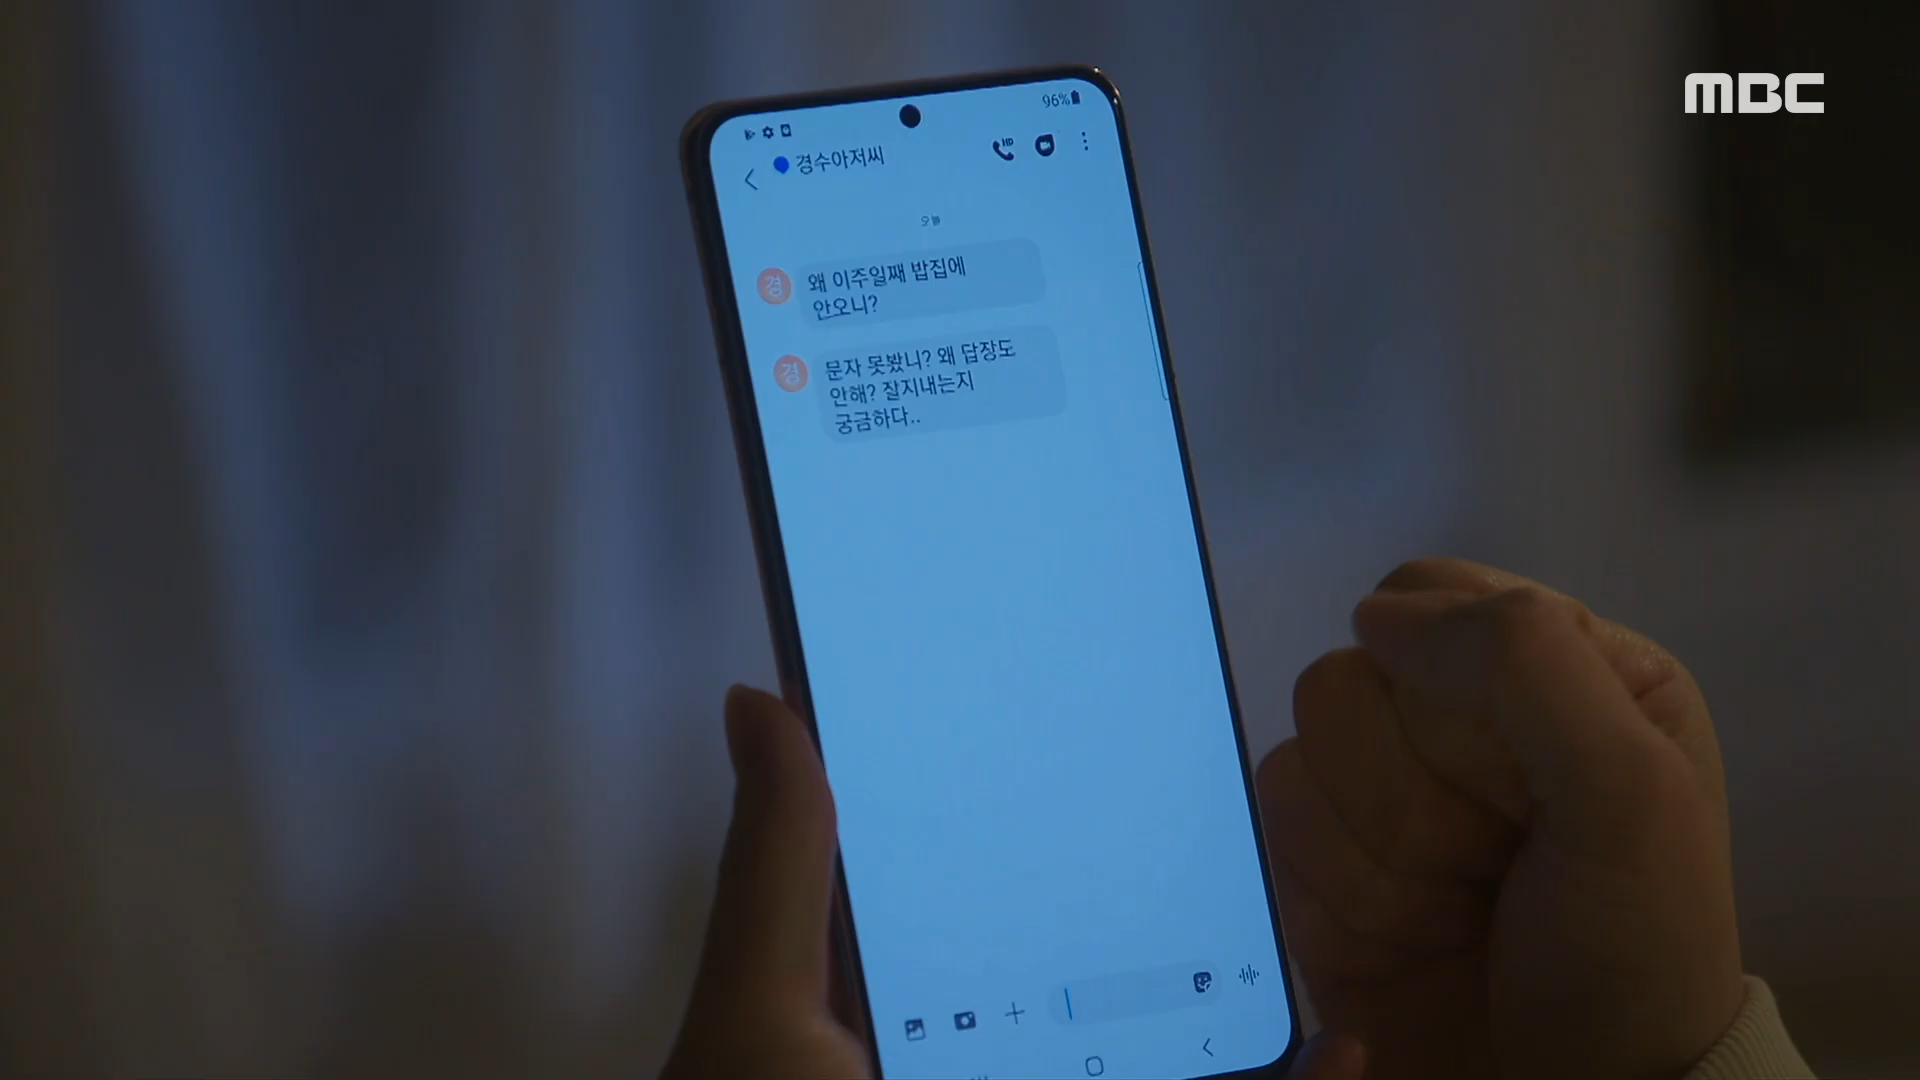 MBC
96%
경수아저씨
HD
오늘
경
왜 이주일째 밥집에
안오니?
경
문자 못봤니? 왜 답장도
안해? 잘지내는지
궁금하다..